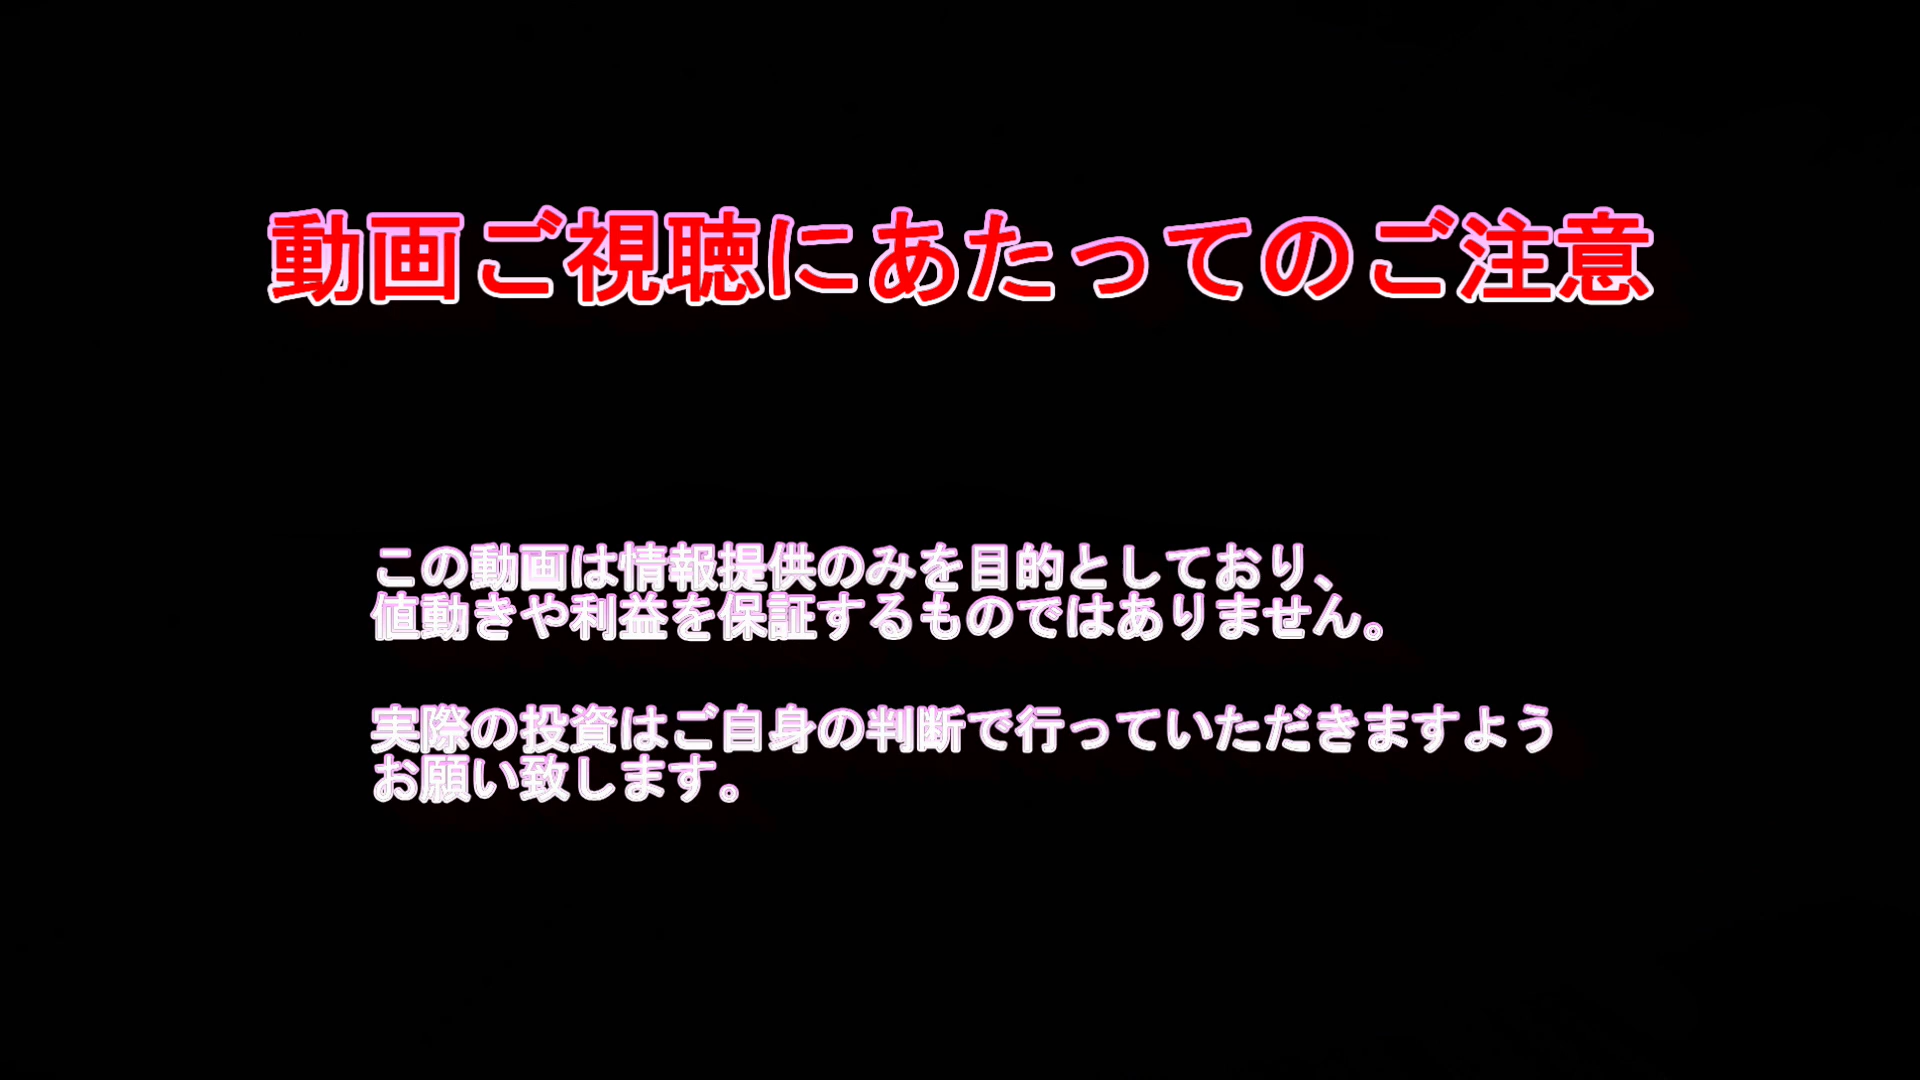 動画ご視聴にあたってのご注意
この動画は情報提供のみを目的としており、
値動きや利益を保証するものではありません。
実際の投資はご自身の判断で行っていただきますよう
お願い致します。